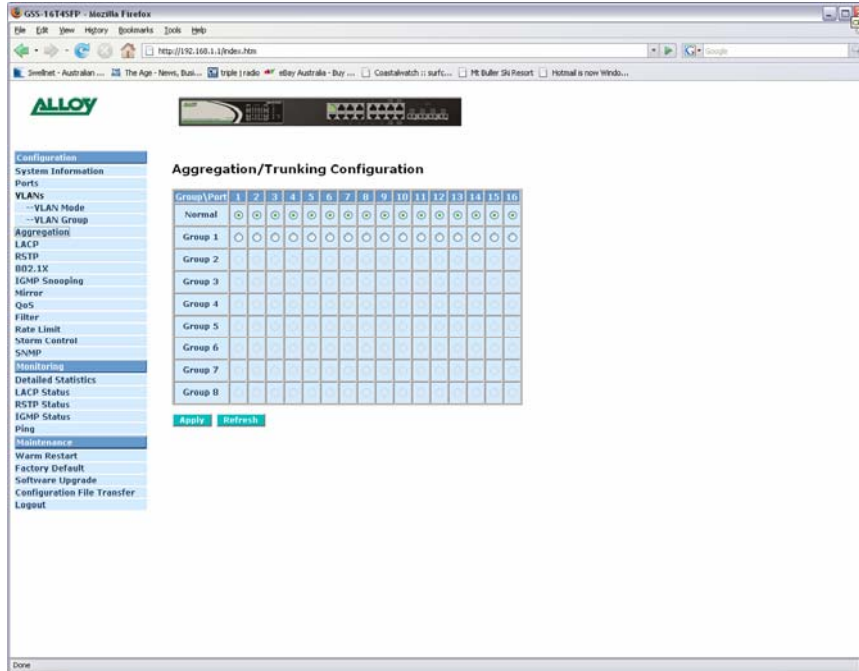 GSS-16T4SFP - Mozilla Firefox
File Edit View History Bookmarks Tools Help
http://192.168.1.1/index.htm
Google
Swellnet - Australian ... The Age - News, Busi... triple j radio eBay Australia - Buy ... Coastalwatch :: surfc... Mt Buller Ski Resort Hotmail is now Windo...
ALLOY
Configuration
System Information
Ports
VLANs
--VLAN Mode
--VLAN Group
Aggregation
LACP
RSTP
802.1X
IGMP Snooping
Mirror
QoS
Filter
Rate Limit
Storm Control
SNMP
Monitoring
Detailed Statistics
LACP Status
RSTP Status
IGMP Status
Ping
Maintenance
Warm Restart
Factory Default
Software Upgrade
Configuration File Transfer
Logout
Aggregation/Trunking Configuration
Group\Port 1 2 3 4 5 6 7 8 9 10 11 12 13 14 15 16
Normal
Group 1
Group 2
Group 3
Group 4
Group 5
Group 6
Group 7
Group 8
Apply Refresh
Done